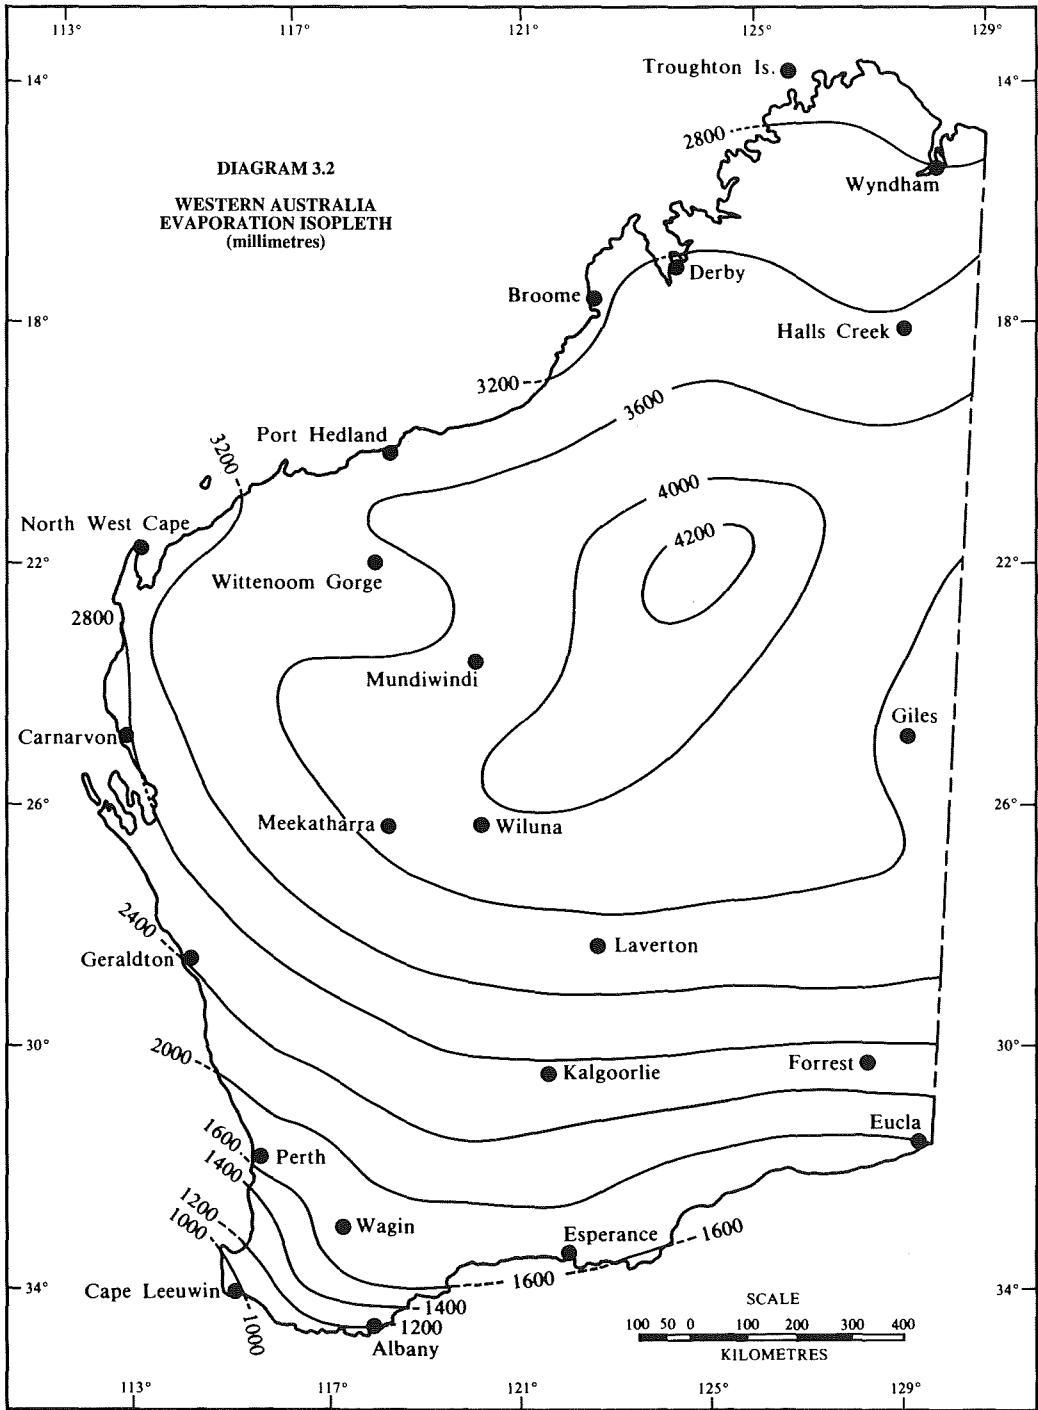 113° 117° 121° 125° 129°
Troughton Is.
14° 14°
2800
DIAGRAM 3.2
Wyndham
WESTERN AUSTRALIA
EVAPORATION ISOPLETH
(millimetres)
Derby
Broome
18° 18°
Halls Creek
3200
3600
Port Hedland
3200
4000
North West Cape
4200
22° 22°
Wittenoom Gorge
2800
Mundiwindi
Giles
Carnarvon
26° 26°
Meekatharra
Wiluna
2400
Laverton
Geraldton
30° 30°
2000
Forrest
Kalgoorlie
Eucla
1600
Perth
1400
1200
Wagin
1000
Esperance
1600
1600
Cape Leeuwin
34° 34°
SCALE
1400
1000
1200
100 50 0 100 200 300 400
Albany
KILOMETRES
113° 117° 121° 125° 129°